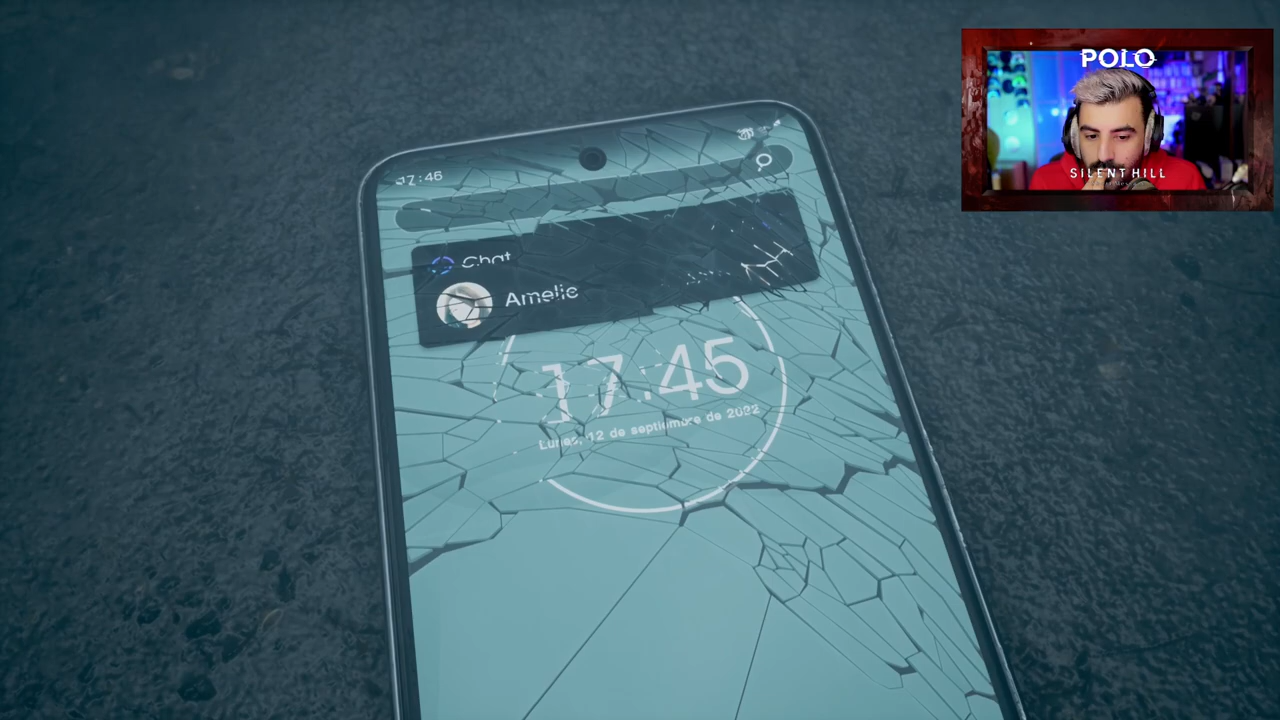 POLO
SILENT HILL
17:46
Chat
Amelie
17:45
Lunes, 12 de septiembre de 2022